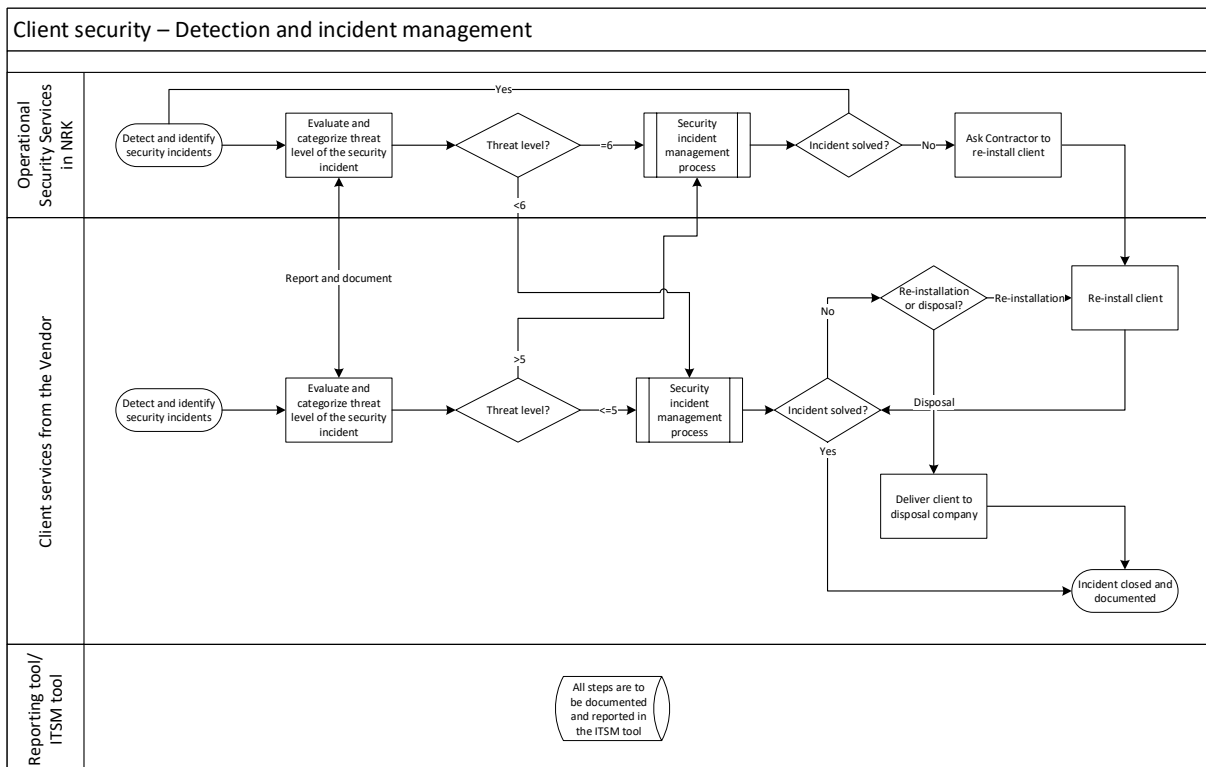 Client security – Detection and incident management
Operational
Security Services
in NRK
Yes
Detect and identify
security incidents
Evaluate and
categorize threat
level of the security
incident
Threat level?
=6
Security
incident
management
process
Incident solved?
No
Ask Contractor to
re-install client
<6
Client services from the Vendor
Report and document
Re-installation
or disposal?
Re-installation
Re-install client
No
>5
Detect and identify
security incidents
Evaluate and
categorize threat
level of the security
incident
Threat level?
<=5
Security
incident
management
process
Incident solved?
Disposal
Yes
Deliver client to
disposal company
Incident closed and
documented
Reporting tool/
ITSM tool
All steps are to
be documented
and reported in
the ITSM tool